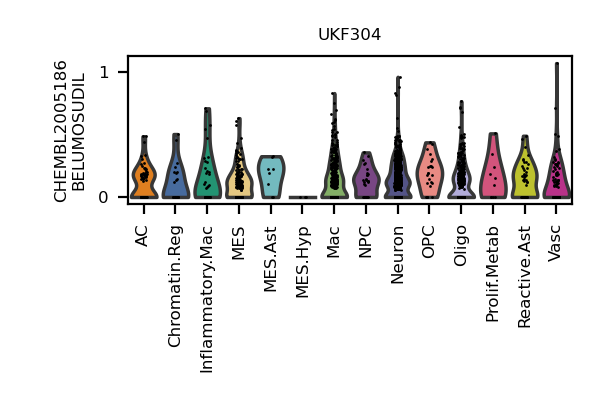 UKF304
CHEMBL2005186
BELUMOSUDIL
1
0
AC
Chromatin.Reg
Inflammatory.Mac
MES
MES.Ast
MES.Hyp
Mac
NPC
Neuron
OPC
Oligo
Prolif.Metab
Reactive.Ast
Vasc